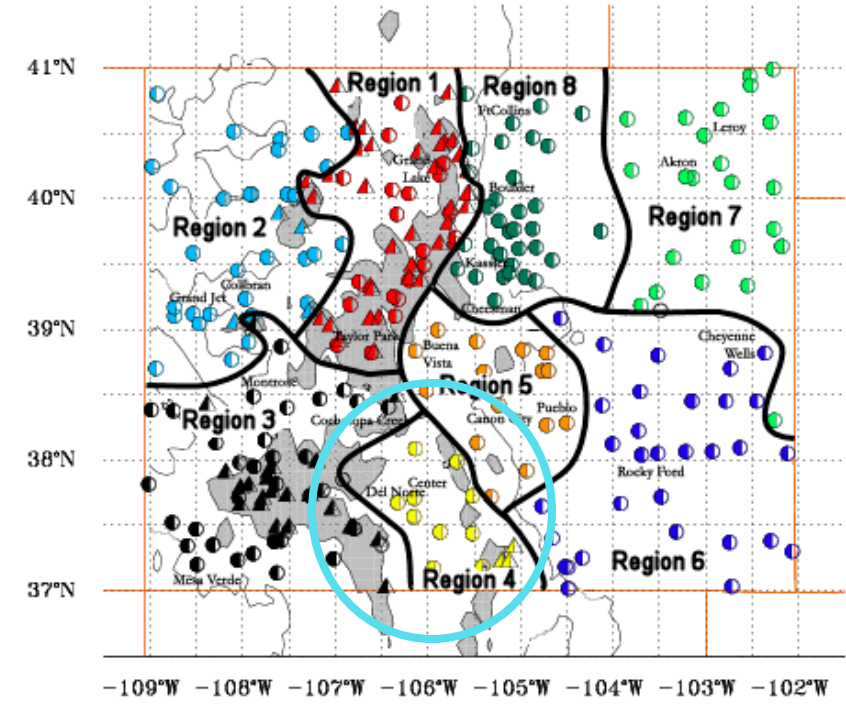 41°N
Region 1
Region 8
FtCollins
Leroy
Grand
Lake
Akron
40°N
Boulder
Region 7
Region 2
Kassler
Colbran
Grand Jct
Cheesman
39°N
Taylor Park
Buena
Vista
Cheyenne
Wells
Region 5
Montrose
Region 3
Cochetopa Creek
Canon City
Pueblo
38°N
Rocky Ford
Del Norte
Center
Region 6
Mesa Verde
Region 4
37°N
-109°W -108°W -107°W -106°W -105°W -104°W -103°W -102°W